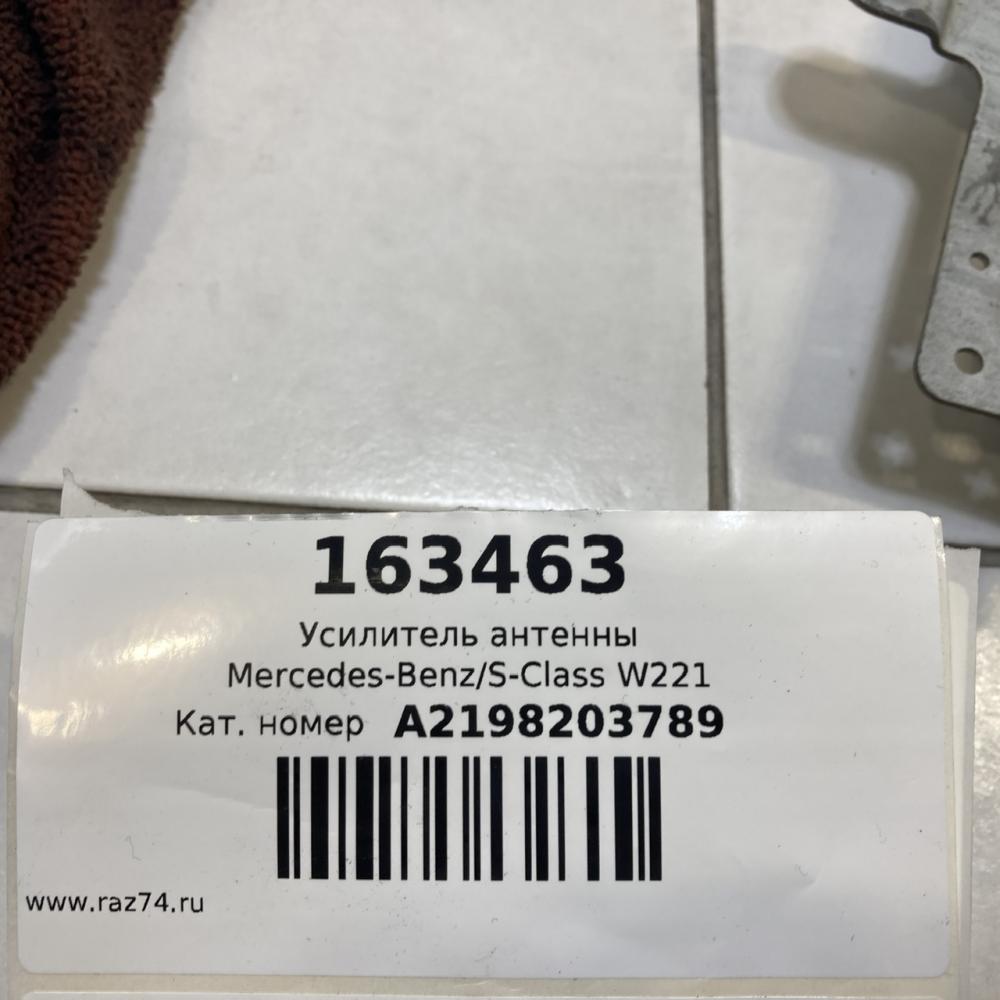 163463
Усилитель антенны
Mercedes-Benz/S-Class W221
Кат. номер A2198203789
www.raz74.ru